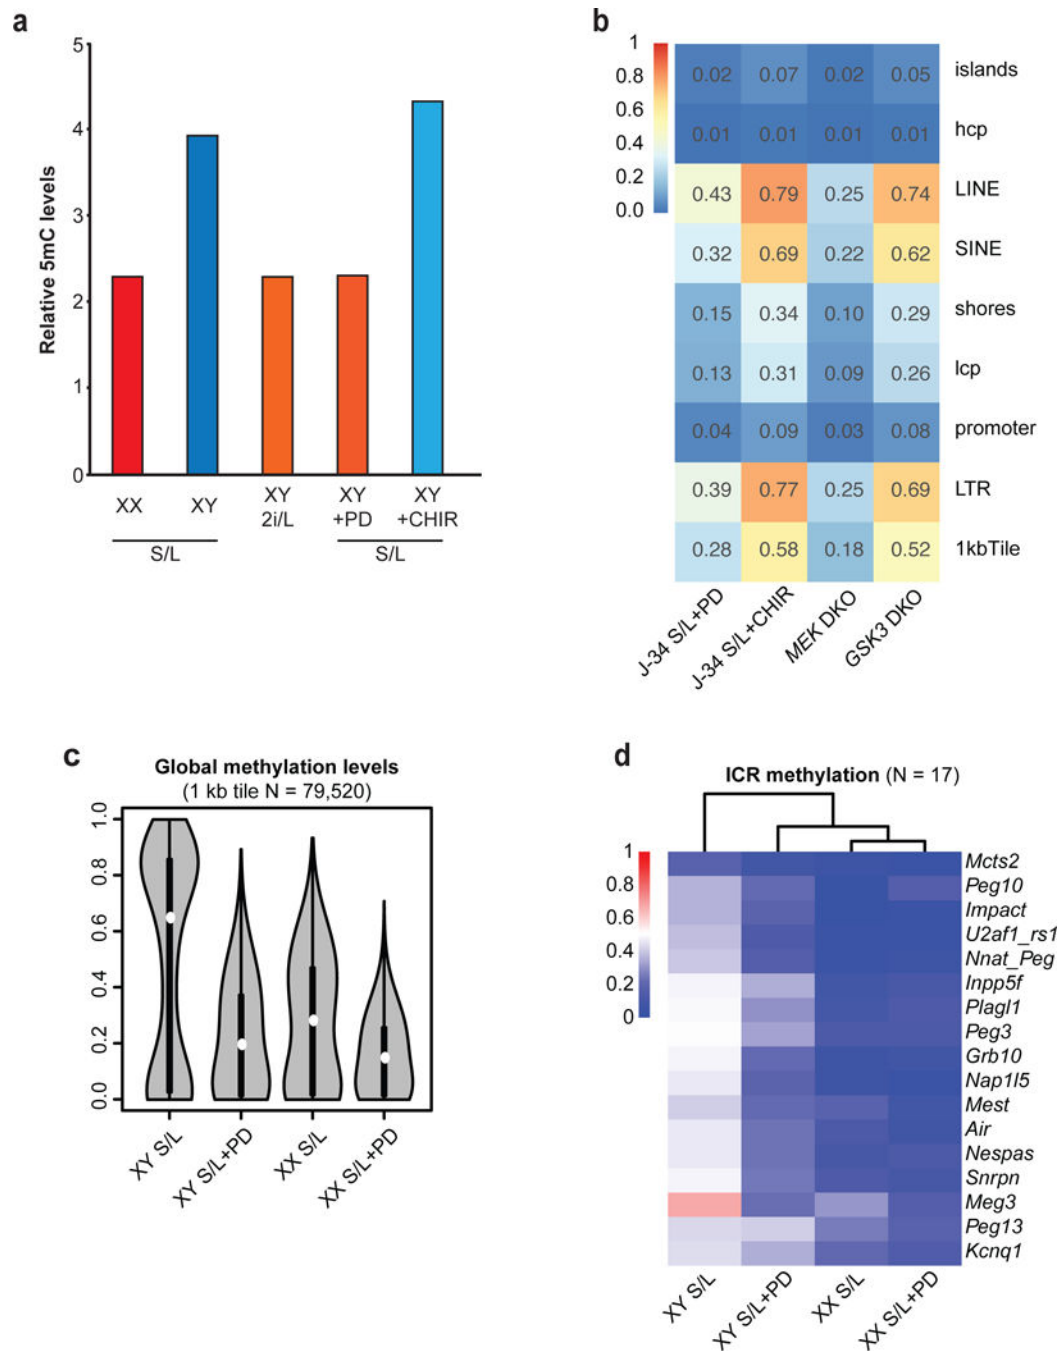 a
Relative 5mC levels
5
4
3
2
1
0
XX
XY
XY
2i/L
XY
+PD
XY
+CHIR
S/L
S/L
b
1
0.8
0.6
0.4
0.2
0.0
0.02 0.07 0.02 0.05 islands
0.01 0.01 0.01 0.01 hcp
0.43 0.79 0.25 0.74 LINE
0.32 0.69 0.22 0.62 SINE
0.15 0.34 0.10 0.29 shores
0.13 0.31 0.09 0.26 lcp
0.04 0.09 0.03 0.08 promoter
0.39 0.77 0.25 0.69 LTR
0.28 0.58 0.18 0.52 1kbTile
J-34 S/L+PD
J-34 S/L+CHIR
MEK DKO
GSK3 DKO
c
Global methylation levels
(1 kb tile N = 79,520)
1.0
0.8
0.6
0.4
0.2
0.0
XY S/L
XY S/L+PD
XX S/L
XX S/L+PD
d
ICR methylation (N = 17)
1
0.8
0.6
0.4
0.2
0
Mcts2
Peg10
Impact
U2af1_rs1
Nnat_Peg
Inpp5f
Plagl1
Peg3
Grb10
Nap1l5
Mest
Air
Nespas
Snrpn
Meg3
Peg13
Kcnq1
XY S/L
XY S/L+PD
XX S/L
XX S/L+PD